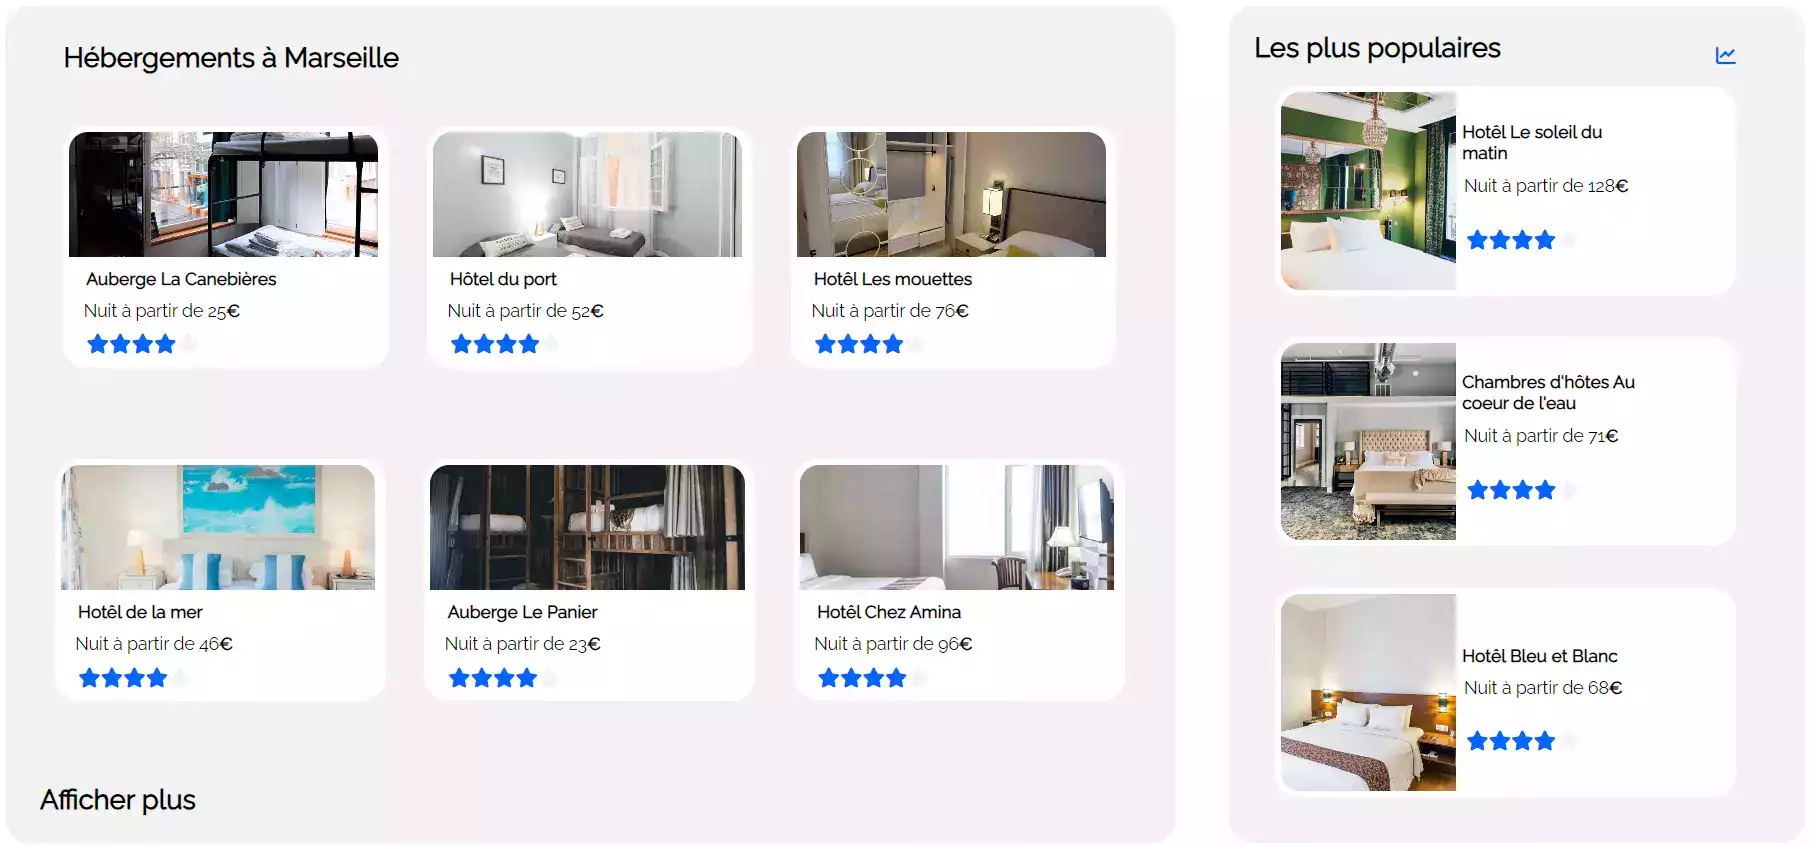 Hébergements à Marseille
Auberge La Canebières
Nuit à partir de 25€
Hôtel du port
Nuit à partir de 52€
Hotêl Les mouettes
Nuit à partir de 76€
Hotêl de la mer
Nuit à partir de 46€
Auberge Le Panier
Nuit à partir de 23€
Hotêl Chez Amina
Nuit à partir de 96€
Afficher plus
Les plus populaires
Hotêl Le soleil du
matin
Nuit à partir de 128€
Chambres d'hôtes Au
coeur de l'eau
Nuit à partir de 71€
Hotêl Bleu et Blanc
Nuit à partir de 68€